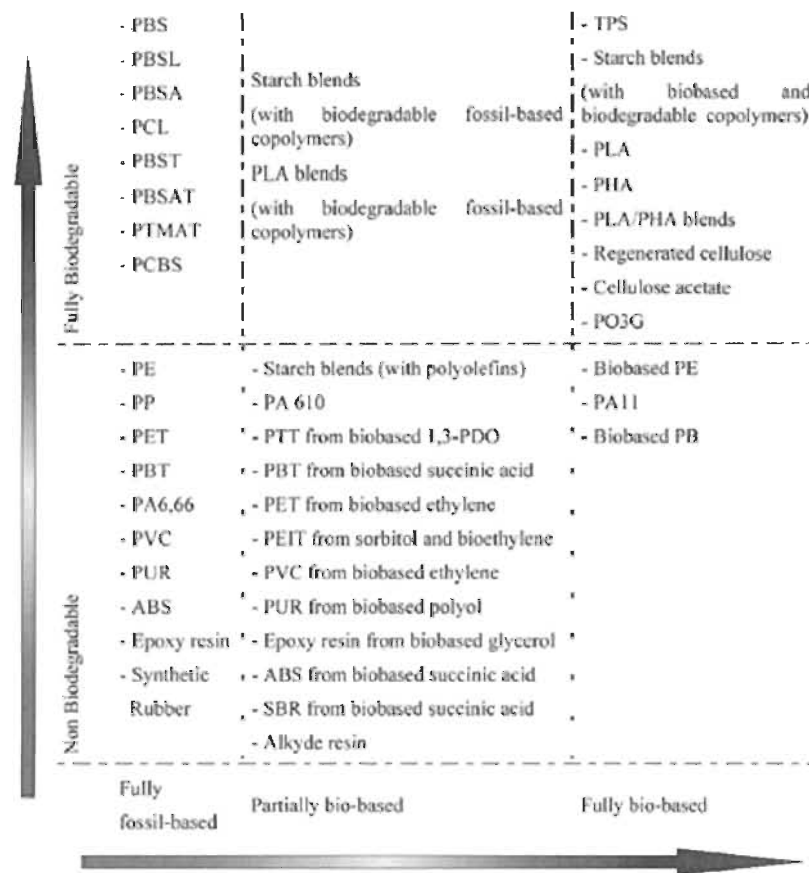 Fully Biodegradable
- PBS
- PBSL
- PBSA
- PCL
- PBST
- PBSAT
- PTMAT
- PCBS
Starch blends
(with biodegradable fossil-based
copolymers)
PLA blends
(with biodegradable fossil-based
copolymers)
- TPS
- Starch blends
(with biobased and
biodegradable copolymers)
- PLA
- PHA
- PLA/PHA blends
- Regenerated cellulose
- Cellulose acetate
- PO3G
Non Biodegradable
- PE
- PP
- PET
- PBT
- PA6,66
- PVC
- PUR
- ABS
- Epoxy resin
- Synthetic
Rubber
- Starch blends (with polyolefins)
- PA 610
- PTT from biobased 1,3-PDO
- PBT from biobased succinic acid
- PET from biobased ethylene
- PEIT from sorbitol and bioethylene
- PVC from biobased ethylene
- PUR from biobased polyol
- Epoxy resin from biobased glycerol
- ABS from biobased succinic acid
- SBR from biobased succinic acid
- Alkyde resin
- Biobased PE
- PA11
- Biobased PB
Fully
fossil-based
Partially bio-based
Fully bio-based